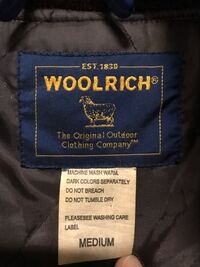 EST. 1830
WOOLRICH®
The Original Outdoor
Clothing Company™
MACHINE WASH WARM,
DARK COLORS SEPARATELY
DO NOT BREACH
DO NOT TUMBLE DRY
PLEASESEE WASHING CARE
LABEL
MEDIUM